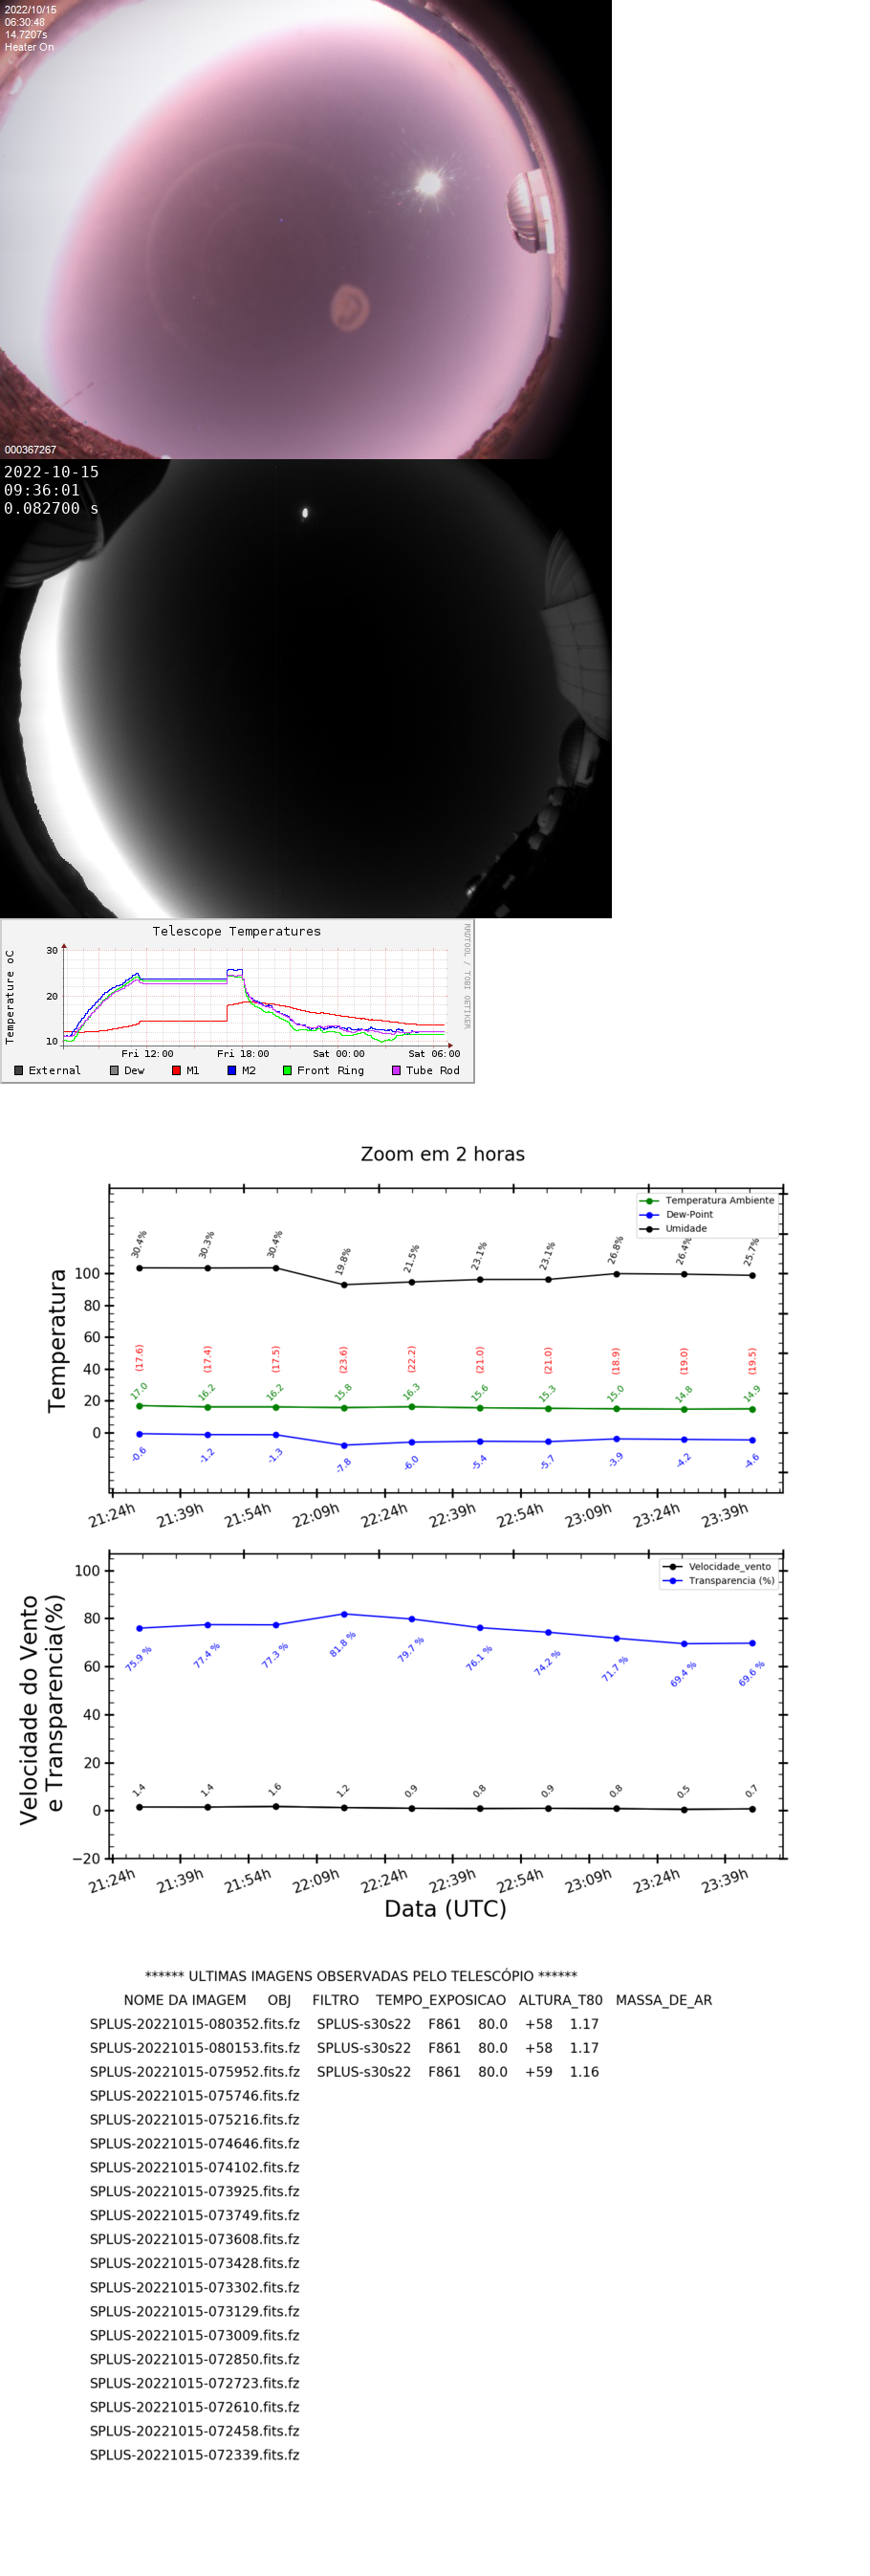 2022/10/15
06:30:48
14.7207s
Heater On
000367267
2022-10-15
09:36:01
0.082700 s
Telescope Temperatures
RRDTOOL / TOBI OETIKER
Temperature oC
30
20
10
Fri 12:00 Fri 18:00 Sat 00:00 Sat 06:00
External Dew M1 M2 Front Ring Tube Rod
Zoom em 2 horas
Temperatura Ambiente
Dew-Point
Umidade
Temperatura
100
80
60
40
20
0
30.4% 30.3% 30.4% 19.8% 21.5% 23.1% 23.1% 26.8% 26.4% 25.7%
(17.6) (17.4) (17.5) (23.6) (22.2) (21.0) (21.0) (18.9) (19.0) (19.5)
17.0 16.2 16.2 15.8 16.3 15.6 15.3 15.0 14.8 14.9
-0.6 -1.2 -1.3 -7.8 -6.0 -5.4 -5.7 -3.9 -4.2 -4.6
21:24h 21:39h 21:54h 22:09h 22:24h 22:39h 22:54h 23:09h 23:24h 23:39h
Velocidade_vento
Transparencia (%)
Velocidade do Vento
e Transparencia(%)
100
80
60
40
20
0
−20
75.9 % 77.4 % 77.3 % 81.8 % 79.7 % 76.1 % 74.2 % 71.7 % 69.4 % 69.6 %
1.4 1.4 1.6 1.2 0.9 0.8 0.9 0.8 0.5 0.7
21:24h 21:39h 21:54h 22:09h 22:24h 22:39h 22:54h 23:09h 23:24h 23:39h
Data (UTC)
****** ULTIMAS IMAGENS OBSERVADAS PELO TELESCÓPIO ******
NOME DA IMAGEM OBJ FILTRO TEMPO_EXPOSICAO ALTURA_T80 MASSA_DE_AR
SPLUS-20221015-080352.fits.fz SPLUS-s30s22 F861 80.0 +58 1.17
SPLUS-20221015-080153.fits.fz SPLUS-s30s22 F861 80.0 +58 1.17
SPLUS-20221015-075952.fits.fz SPLUS-s30s22 F861 80.0 +59 1.16
SPLUS-20221015-075746.fits.fz
SPLUS-20221015-075216.fits.fz
SPLUS-20221015-074646.fits.fz
SPLUS-20221015-074102.fits.fz
SPLUS-20221015-073925.fits.fz
SPLUS-20221015-073749.fits.fz
SPLUS-20221015-073608.fits.fz
SPLUS-20221015-073428.fits.fz
SPLUS-20221015-073302.fits.fz
SPLUS-20221015-073129.fits.fz
SPLUS-20221015-073009.fits.fz
SPLUS-20221015-072850.fits.fz
SPLUS-20221015-072723.fits.fz
SPLUS-20221015-072610.fits.fz
SPLUS-20221015-072458.fits.fz
SPLUS-20221015-072339.fits.fz